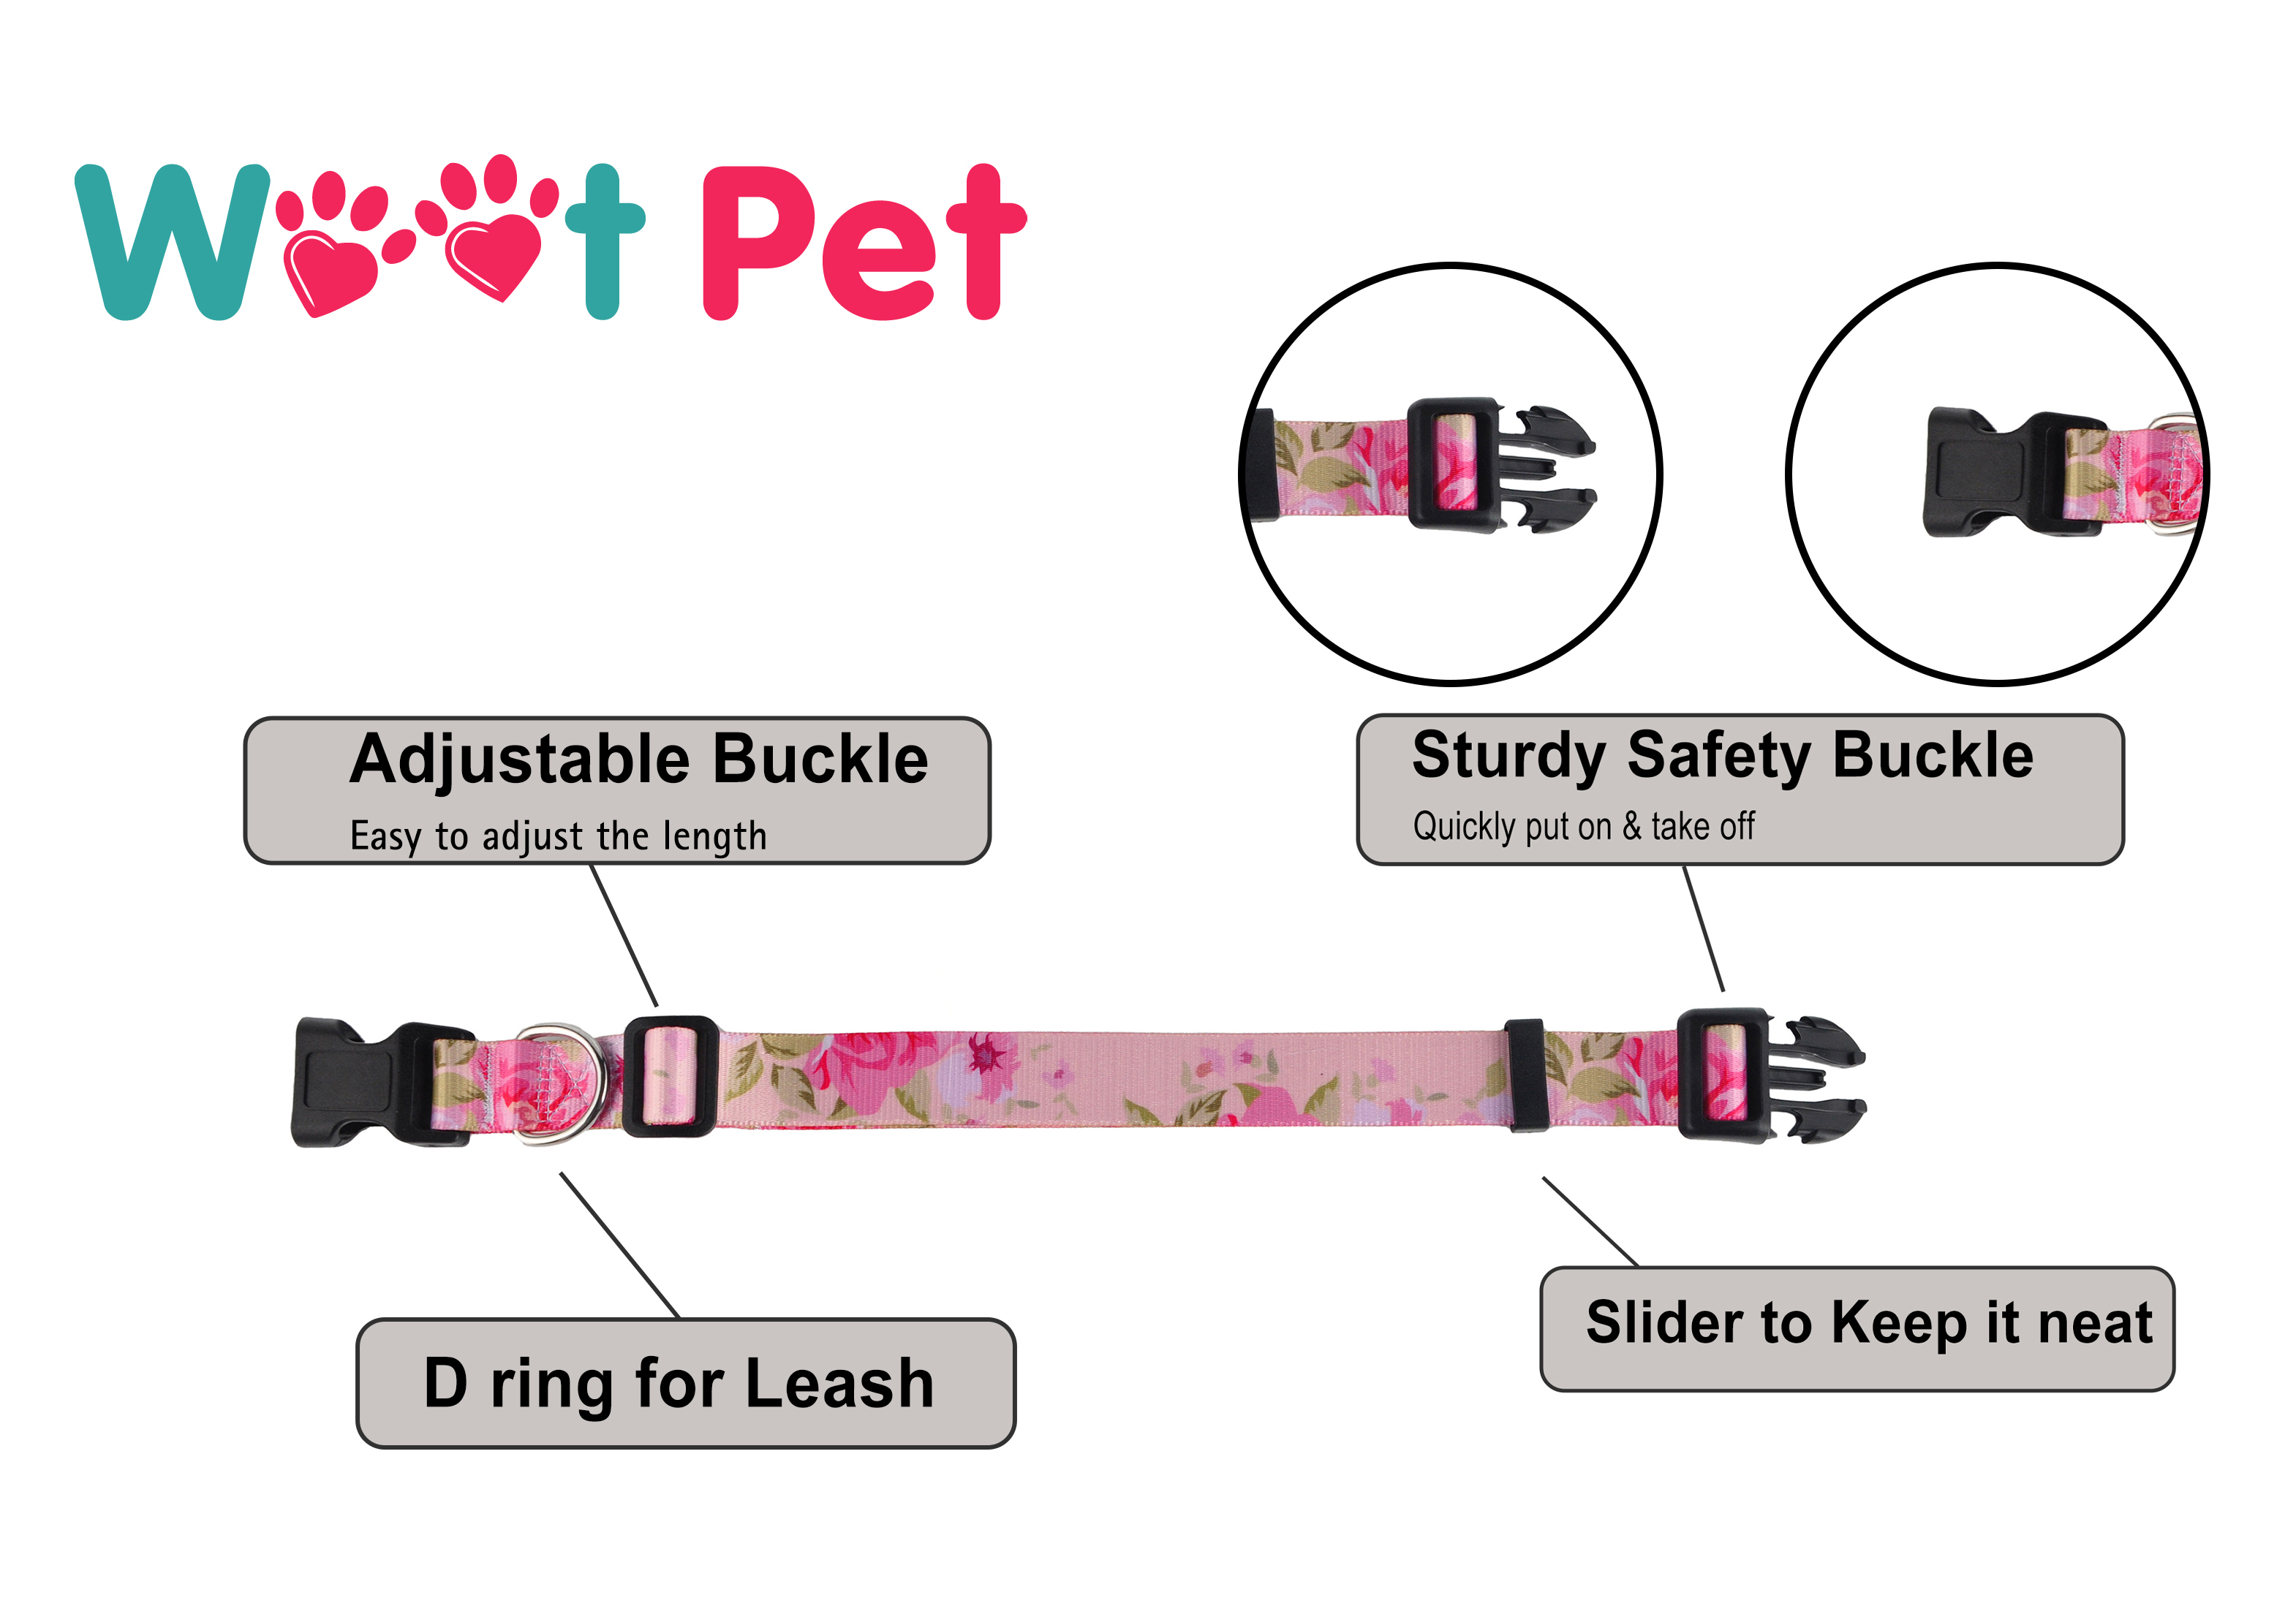 Woot Pet
Adjustable Buckle
Easy to adjust the length
Sturdy Safety Buckle
Quickly put on & take off
D ring for Leash
Slider to Keep it neat